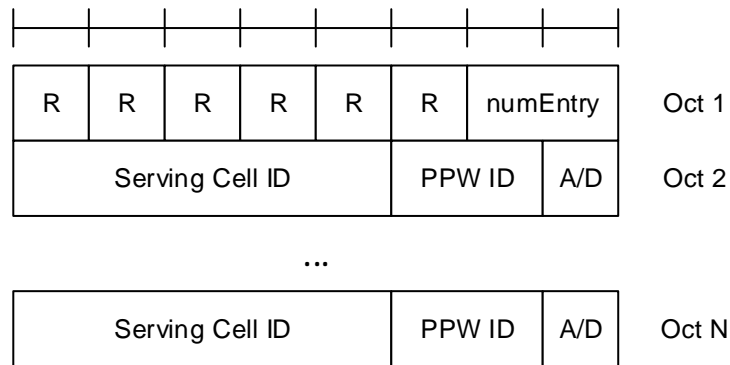 R R R R R R numEntry Oct 1
Serving Cell ID PPW ID A/D Oct 2
...
Serving Cell ID PPW ID A/D Oct N